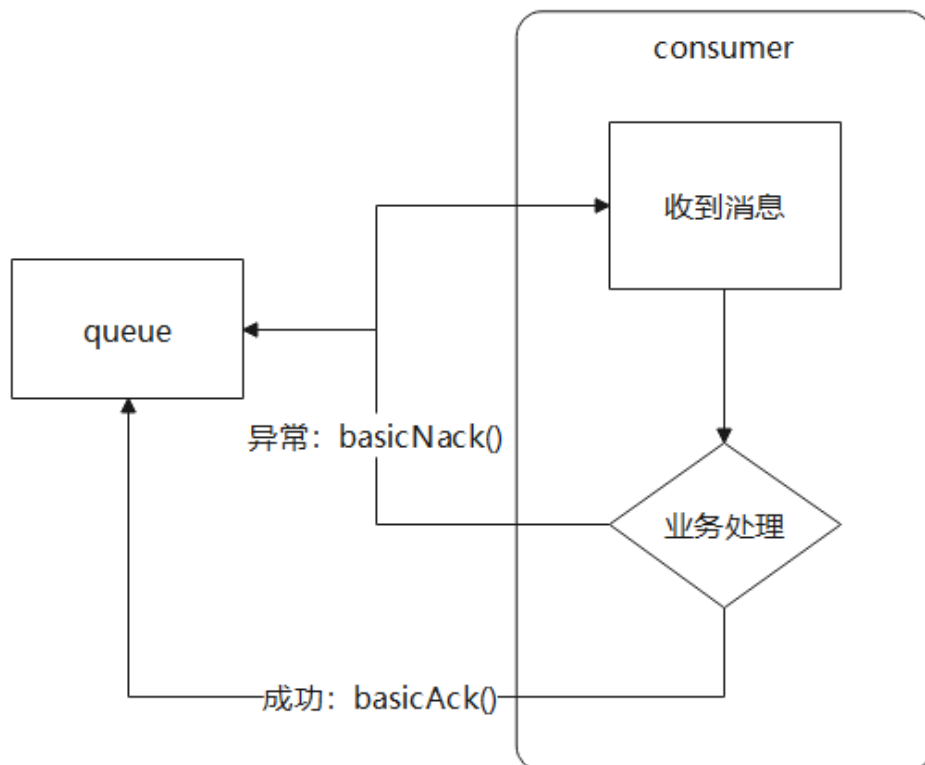 consumer
收到消息
queue
异常：basicNack()
业务处理
成功：basicAck()